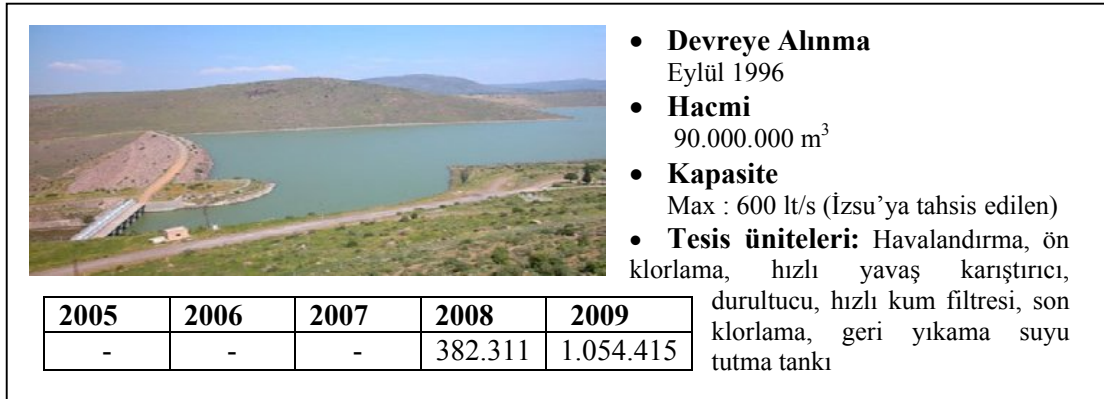 • Devreye Alınma
Eylül 1996
• Hacmi
90.000.000 m³
• Kapasite
Max : 600 lt/s (İzsu’ya tahsis edilen)
• Tesis üniteleri: Havalandırma, ön
klorlama, hızlı yavaş karıştırıcı,
durultucu, hızlı kum filtresi, son
klorlama, geri yıkama suyu
tutma tankı
2005 2006 2007 2008 2009
- - - 382.311 1.054.415